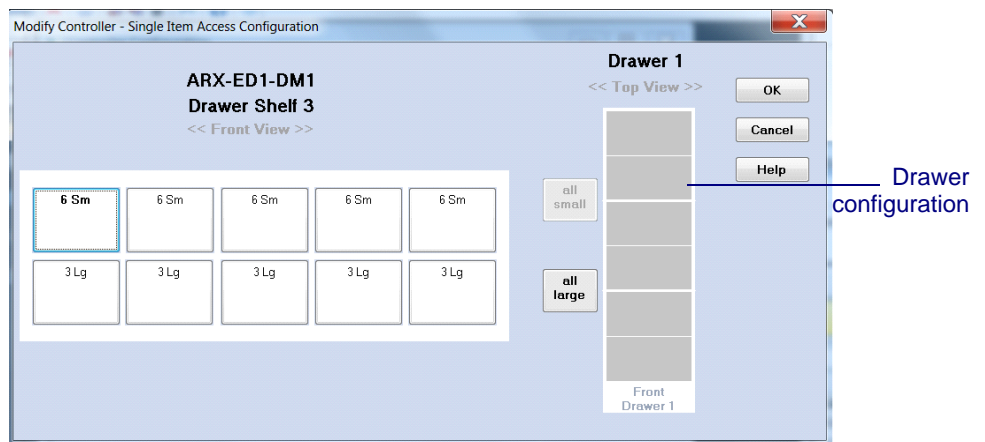 Modify Controller - Single Item Access Configuration
X
ARX-ED1-DM1
Drawer Shelf 3
<< Front View >>
6 Sm
6 Sm
6 Sm
6 Sm
6 Sm
3 Lg
3 Lg
3 Lg
3 Lg
3 Lg
all
small
all
large
Drawer 1
<< Top View >>
Front
Drawer 1
OK
Cancel
Help
Drawer
configuration